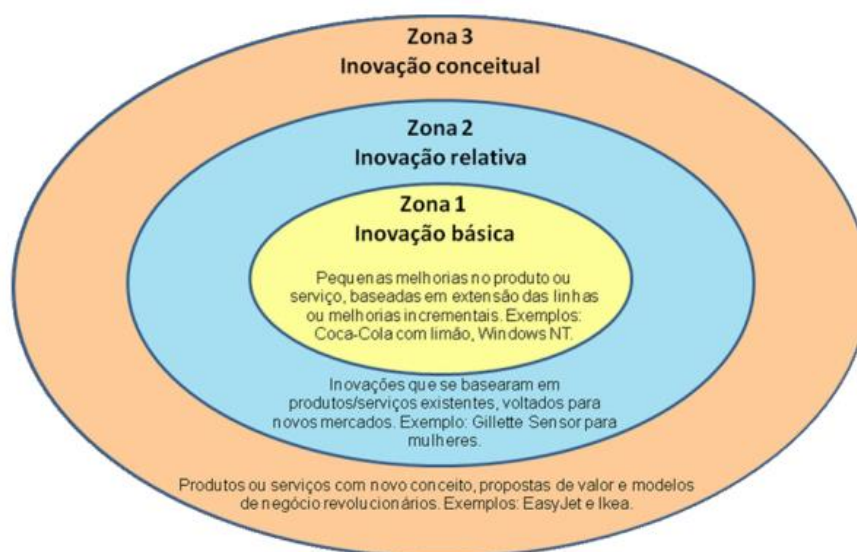 Zona 3
Inovação conceitual
Zona 2
Inovação relativa
Zona 1
Inovação básica
Pequenas melhorias no produto ou
serviço, baseadas em extensão das linhas
ou melhorias incrementais. Exemplos:
Coca-Cola com limão, Windows NT.
Inovações que se basearam em
produtos/serviços existentes, voltados para
novos mercados. Exemplo: Gillette Sensor para
mulheres.
Produtos ou serviços com novo conceito, propostas de valor e modelos
de negócio revolucionários. Exemplos: EasyJet e Ikea.